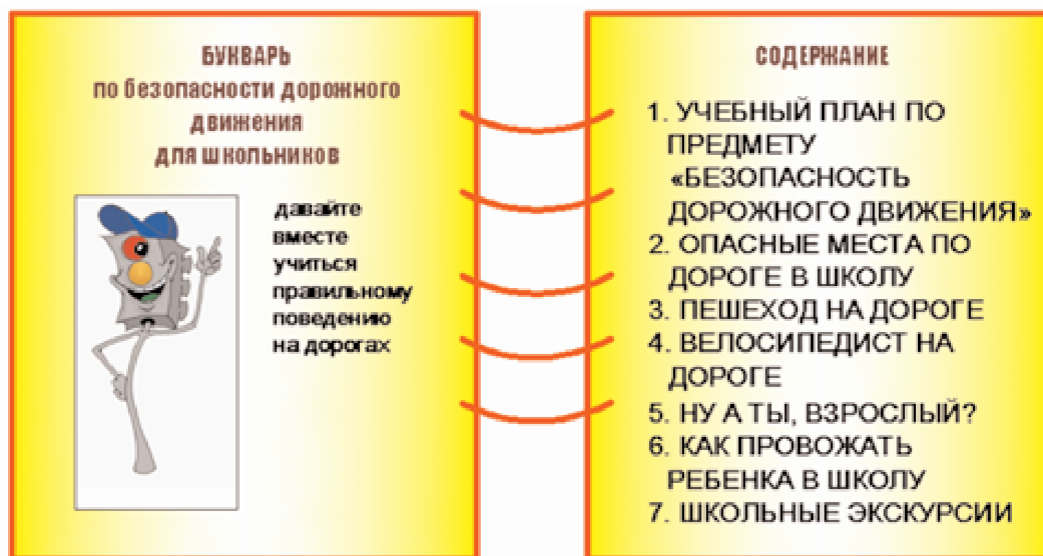 БУКВАРЬ
по безопасности дорожного
движения
для школьников
давайте
вместе
учиться
правильному
поведению
на дорогах
СОДЕРЖАНИЕ
1. УЧЕБНЫЙ ПЛАН ПО
ПРЕДМЕТУ
«БЕЗОПАСНОСТЬ
ДОРОЖНОГО ДВИЖЕНИЯ»
2. ОПАСНЫЕ МЕСТА ПО
ДОРОГЕ В ШКОЛУ
3. ПЕШЕХОД НА ДОРОГЕ
4. ВЕЛОСИПЕДИСТ НА
ДОРОГЕ
5. НУ А ТЫ, ВЗРОСЛЫЙ?
6. КАК ПРОВОЖАТЬ
РЕБЕНКА В ШКОЛУ
7. ШКОЛЬНЫЕ ЭКСКУРСИИ